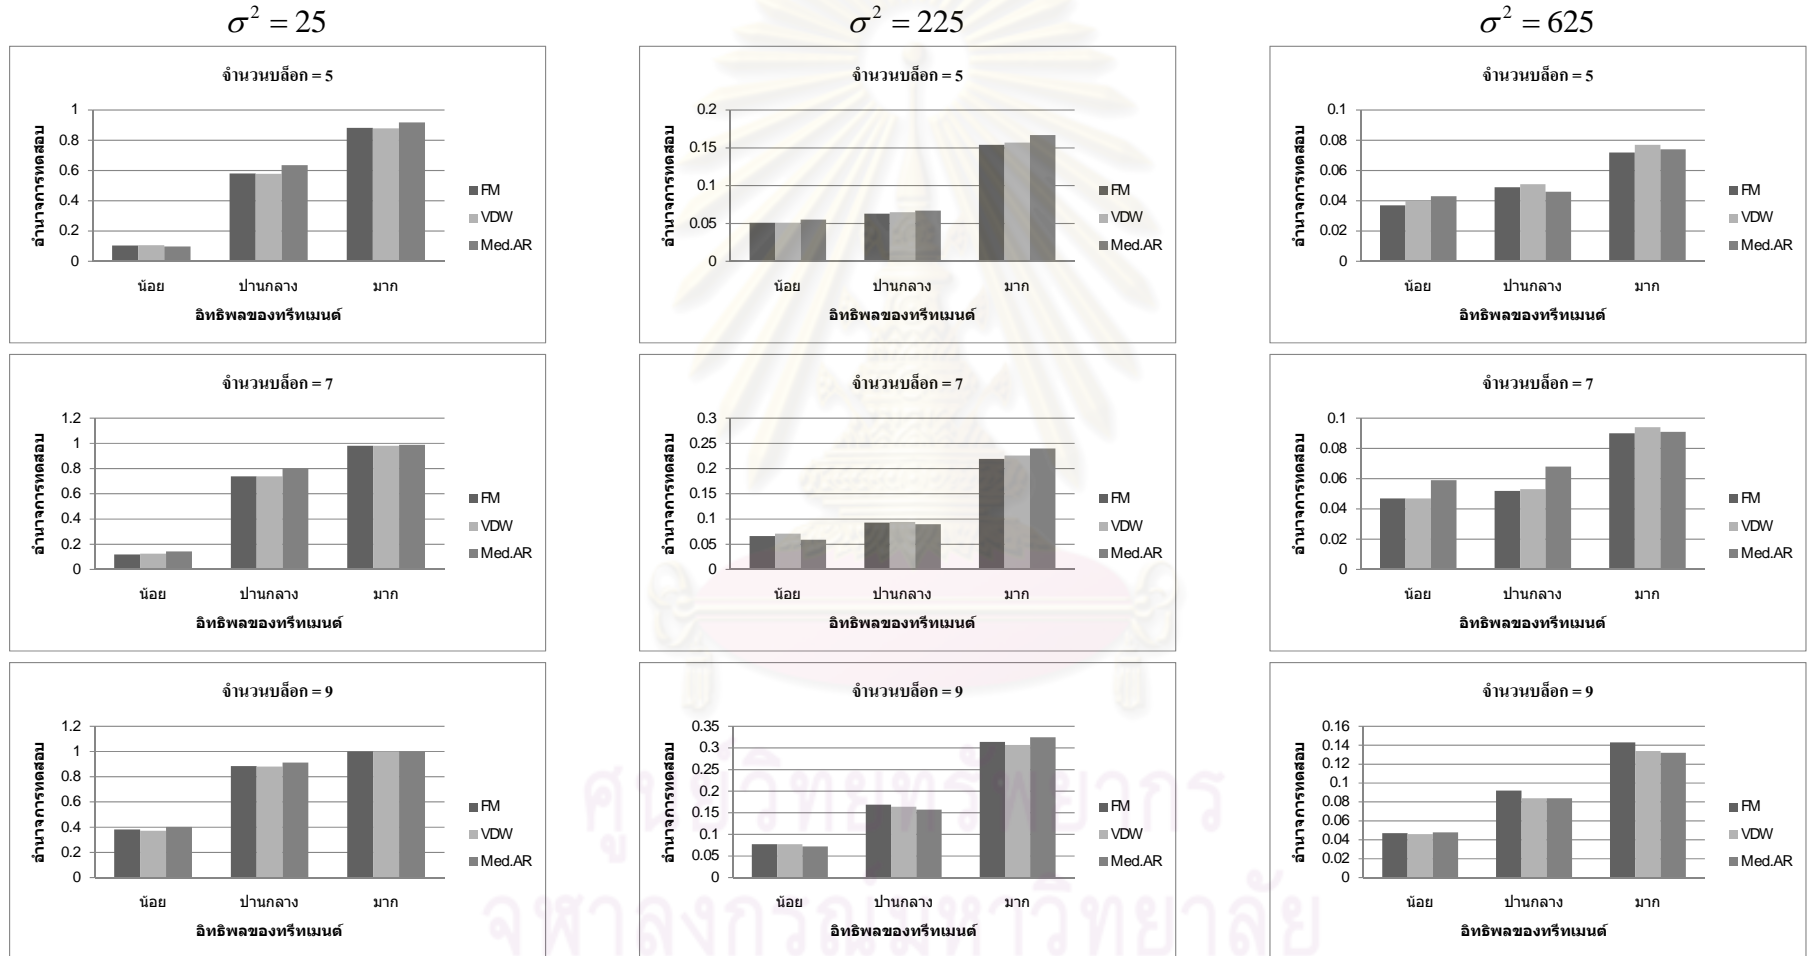 σ² = 25
σ² = 225
σ² = 625
จำนวนบล็อก = 5
อำนาจการทดสอบ
1
0.8
0.6
0.4
0.2
0
น้อย ปานกลาง มาก
อิทธิพลของทรีทเมนต์
FM
VDW
Med.AR
จำนวนบล็อก = 5
อำนาจการทดสอบ
0.2
0.15
0.1
0.05
0
น้อย ปานกลาง มาก
อิทธิพลของทรีทเมนต์
FM
VDW
Med.AR
จำนวนบล็อก = 5
อำนาจการทดสอบ
0.1
0.08
0.06
0.04
0.02
0
น้อย ปานกลาง มาก
อิทธิพลของทรีทเมนต์
FM
VDW
Med.AR
จำนวนบล็อก = 7
อำนาจการทดสอบ
1.2
1
0.8
0.6
0.4
0.2
0
น้อย ปานกลาง มาก
อิทธิพลของทรีทเมนต์
FM
VDW
Med.AR
จำนวนบล็อก = 7
อำนาจการทดสอบ
0.3
0.25
0.2
0.15
0.1
0.05
0
น้อย ปานกลาง มาก
อิทธิพลของทรีทเมนต์
FM
VDW
Med.AR
จำนวนบล็อก = 7
อำนาจการทดสอบ
0.1
0.08
0.06
0.04
0.02
0
น้อย ปานกลาง มาก
อิทธิพลของทรีทเมนต์
FM
VDW
Med.AR
จำนวนบล็อก = 9
อำนาจการทดสอบ
1.2
1
0.8
0.6
0.4
0.2
0
น้อย ปานกลาง มาก
อิทธิพลของทรีทเมนต์
FM
VDW
Med.AR
จำนวนบล็อก = 9
อำนาจการทดสอบ
0.35
0.3
0.25
0.2
0.15
0.1
0.05
0
น้อย ปานกลาง มาก
อิทธิพลของทรีทเมนต์
FM
VDW
Med.AR
จำนวนบล็อก = 9
อำนาจการทดสอบ
0.16
0.14
0.12
0.1
0.08
0.06
0.04
0.02
0
น้อย ปานกลาง มาก
อิทธิพลของทรีทเมนต์
FM
VDW
Med.AR
ศูนย์วิทยทรัพยากร
จุฬาลงกรณ์มหาวิทยาลัย